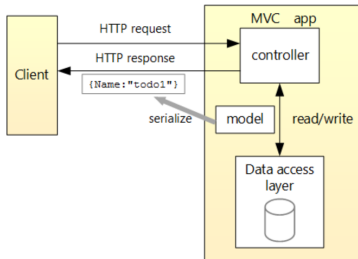 MVC app
HTTP request
HTTP response
controller
Client
{Name:"todo1"}
serialize
model
read/write
Data access
layer